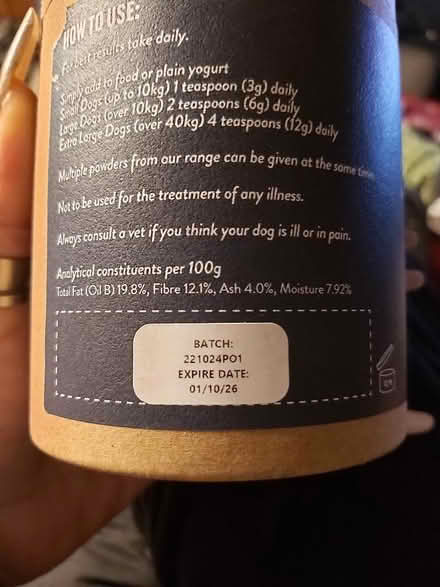 HOW TO USE:
For best results take daily.
Simply add to food or plain yogurt
Small Dogs (up to 10kg) 1 teaspoon (3g) daily
Large Dogs (over 10kg) 2 teaspoons (6g) daily
Extra Large Dogs (over 40kg) 4 teaspoons (12g) daily
Multiple powders from our range can be given at the same time.
Not to be used for the treatment of any illness.
Always consult a vet if you think your dog is ill or in pain.
Analytical constituents per 100g
Total Fat (Oil B) 19.8%, Fibre 12.1%, Ash 4.0%, Moisture 7.92%
BATCH:
221024PO1
EXPIRE DATE:
01/10/26